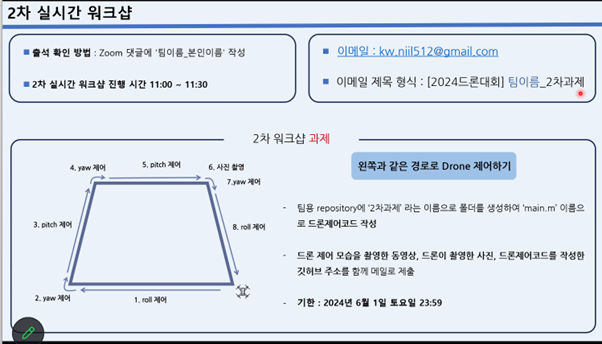 2차 실시간 워크샵
■ 출석 확인 방법 : Zoom 댓글에 '팀이름_본인이름' 작성
■ 2차 실시간 워크샵 진행 시간 11:00 ~ 11:30
■ 이메일 : kw.niil512@gmail.com
■ 이메일 제목 형식 : [2024드론대회] 팀이름_2차과제
2차 워크샵 과제
4. yaw 제어
5. pitch 제어
6. 사진 촬영
7.yaw 제어
3. pitch 제어
8. roll 제어
2. yaw 제어
1. roll 제어
왼쪽과 같은 경로로 Drone 제어하기
- 팀용 repository에 '2차과제' 라는 이름으로 폴더를 생성하여 'main.m' 이름으
로 드론제어코드 작성
- 드론 제어 모습을 촬영한 동영상, 드론이 촬영한 사진, 드론제어코드를 작성한
깃허브 주소를 함께 메일로 제출
- 기한 : 2024년 6월 1일 토요일 23:59